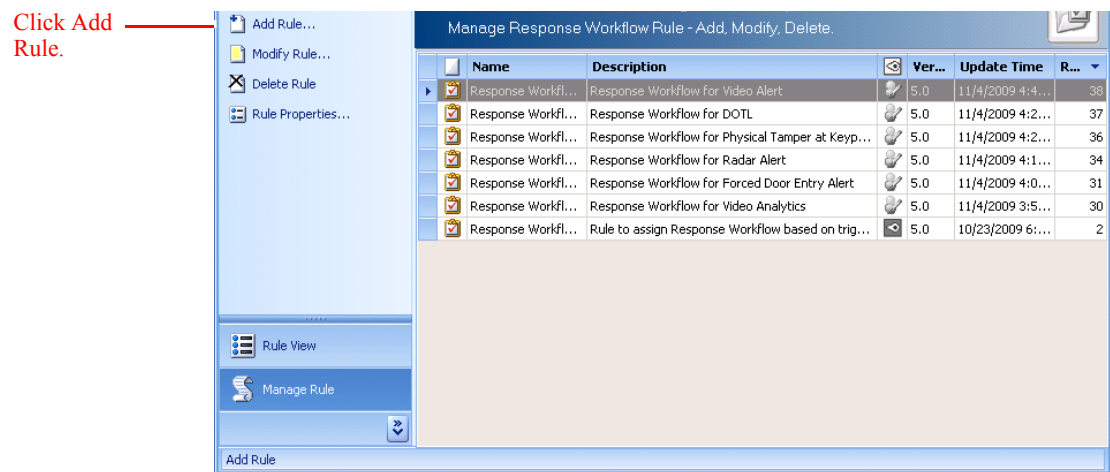 Click Add
Rule.
Add Rule...
Modify Rule...
Delete Rule
Rule Properties...
Manage Response Workflow Rule - Add, Modify, Delete.
Name Description Ver... Update Time R...
Response Workfl... Response Workflow for Video Alert 5.0 11/4/2009 4:4... 38
Response Workfl... Response Workflow for DOTL 5.0 11/4/2009 4:2... 37
Response Workfl... Response Workflow for Physical Tamper at Keyp... 5.0 11/4/2009 4:2... 36
Response Workfl... Response Workflow for Radar Alert 5.0 11/4/2009 4:1... 34
Response Workfl... Response Workflow for Forced Door Entry Alert 5.0 11/4/2009 4:0... 31
Response Workfl... Response Workflow for Video Analytics 5.0 11/4/2009 3:5... 30
Response Workfl... Rule to assign Response Workflow based on trig... 5.0 10/23/2009 6:... 2
Rule View
Manage Rule
Add Rule